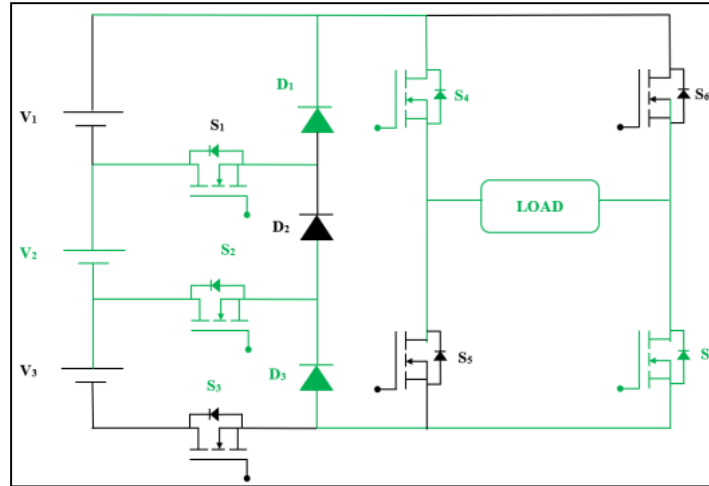 D₁
S₄
S₆
V₁
S₁
LOAD
D₂
V₂
S₂
S₅
S
V₃
D₃
S₃